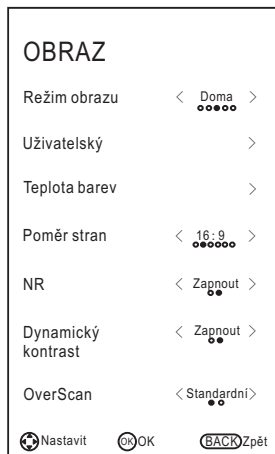 OBRAZ
Režim obrazu < Doma >
Uživatelský >
Teplota barev >
Poměr stran < 16:9 >
NR < Zapnout >
Dynamický
kontrast < Zapnout >
OverScan < Standardní >
Nastavit OK OK BACK Zpět